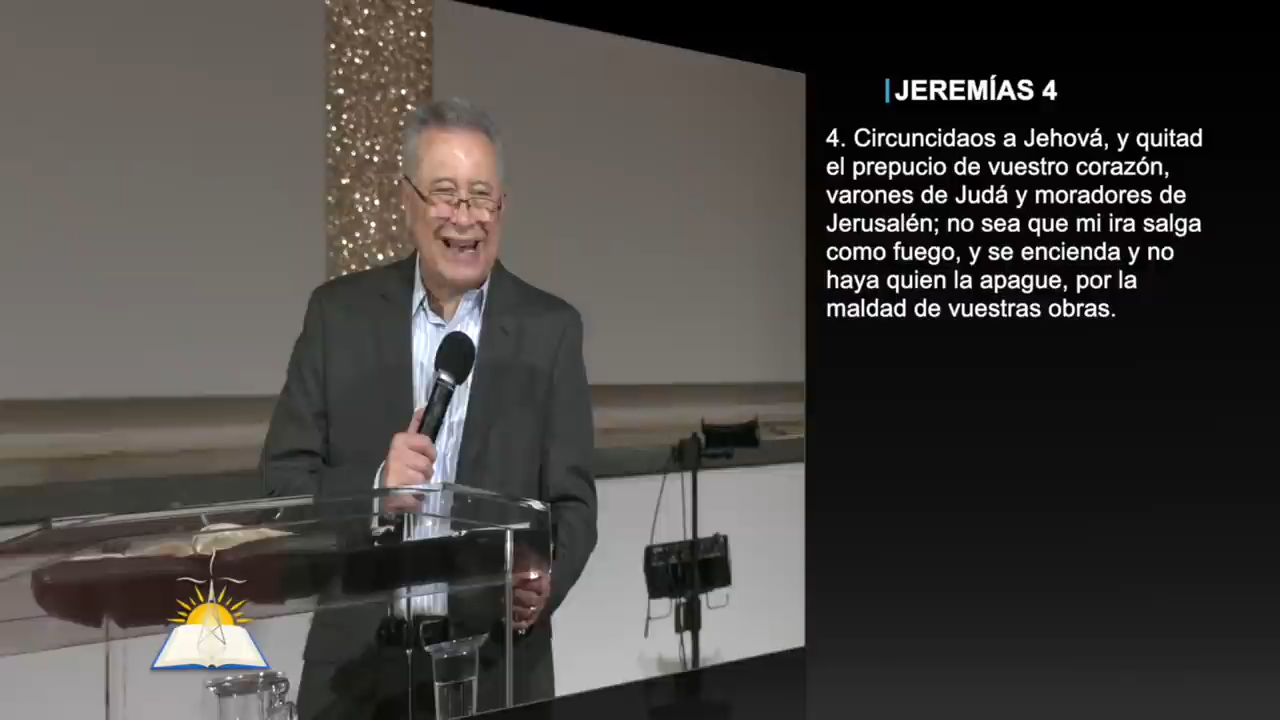 JEREMÍAS 4
4. Circuncidaos a Jehová, y quitad
el prepucio de vuestro corazón,
varones de Judá y moradores de
Jerusalén; no sea que mi ira salga
como fuego, y se encienda y no
haya quien la apague, por la
maldad de vuestras obras.